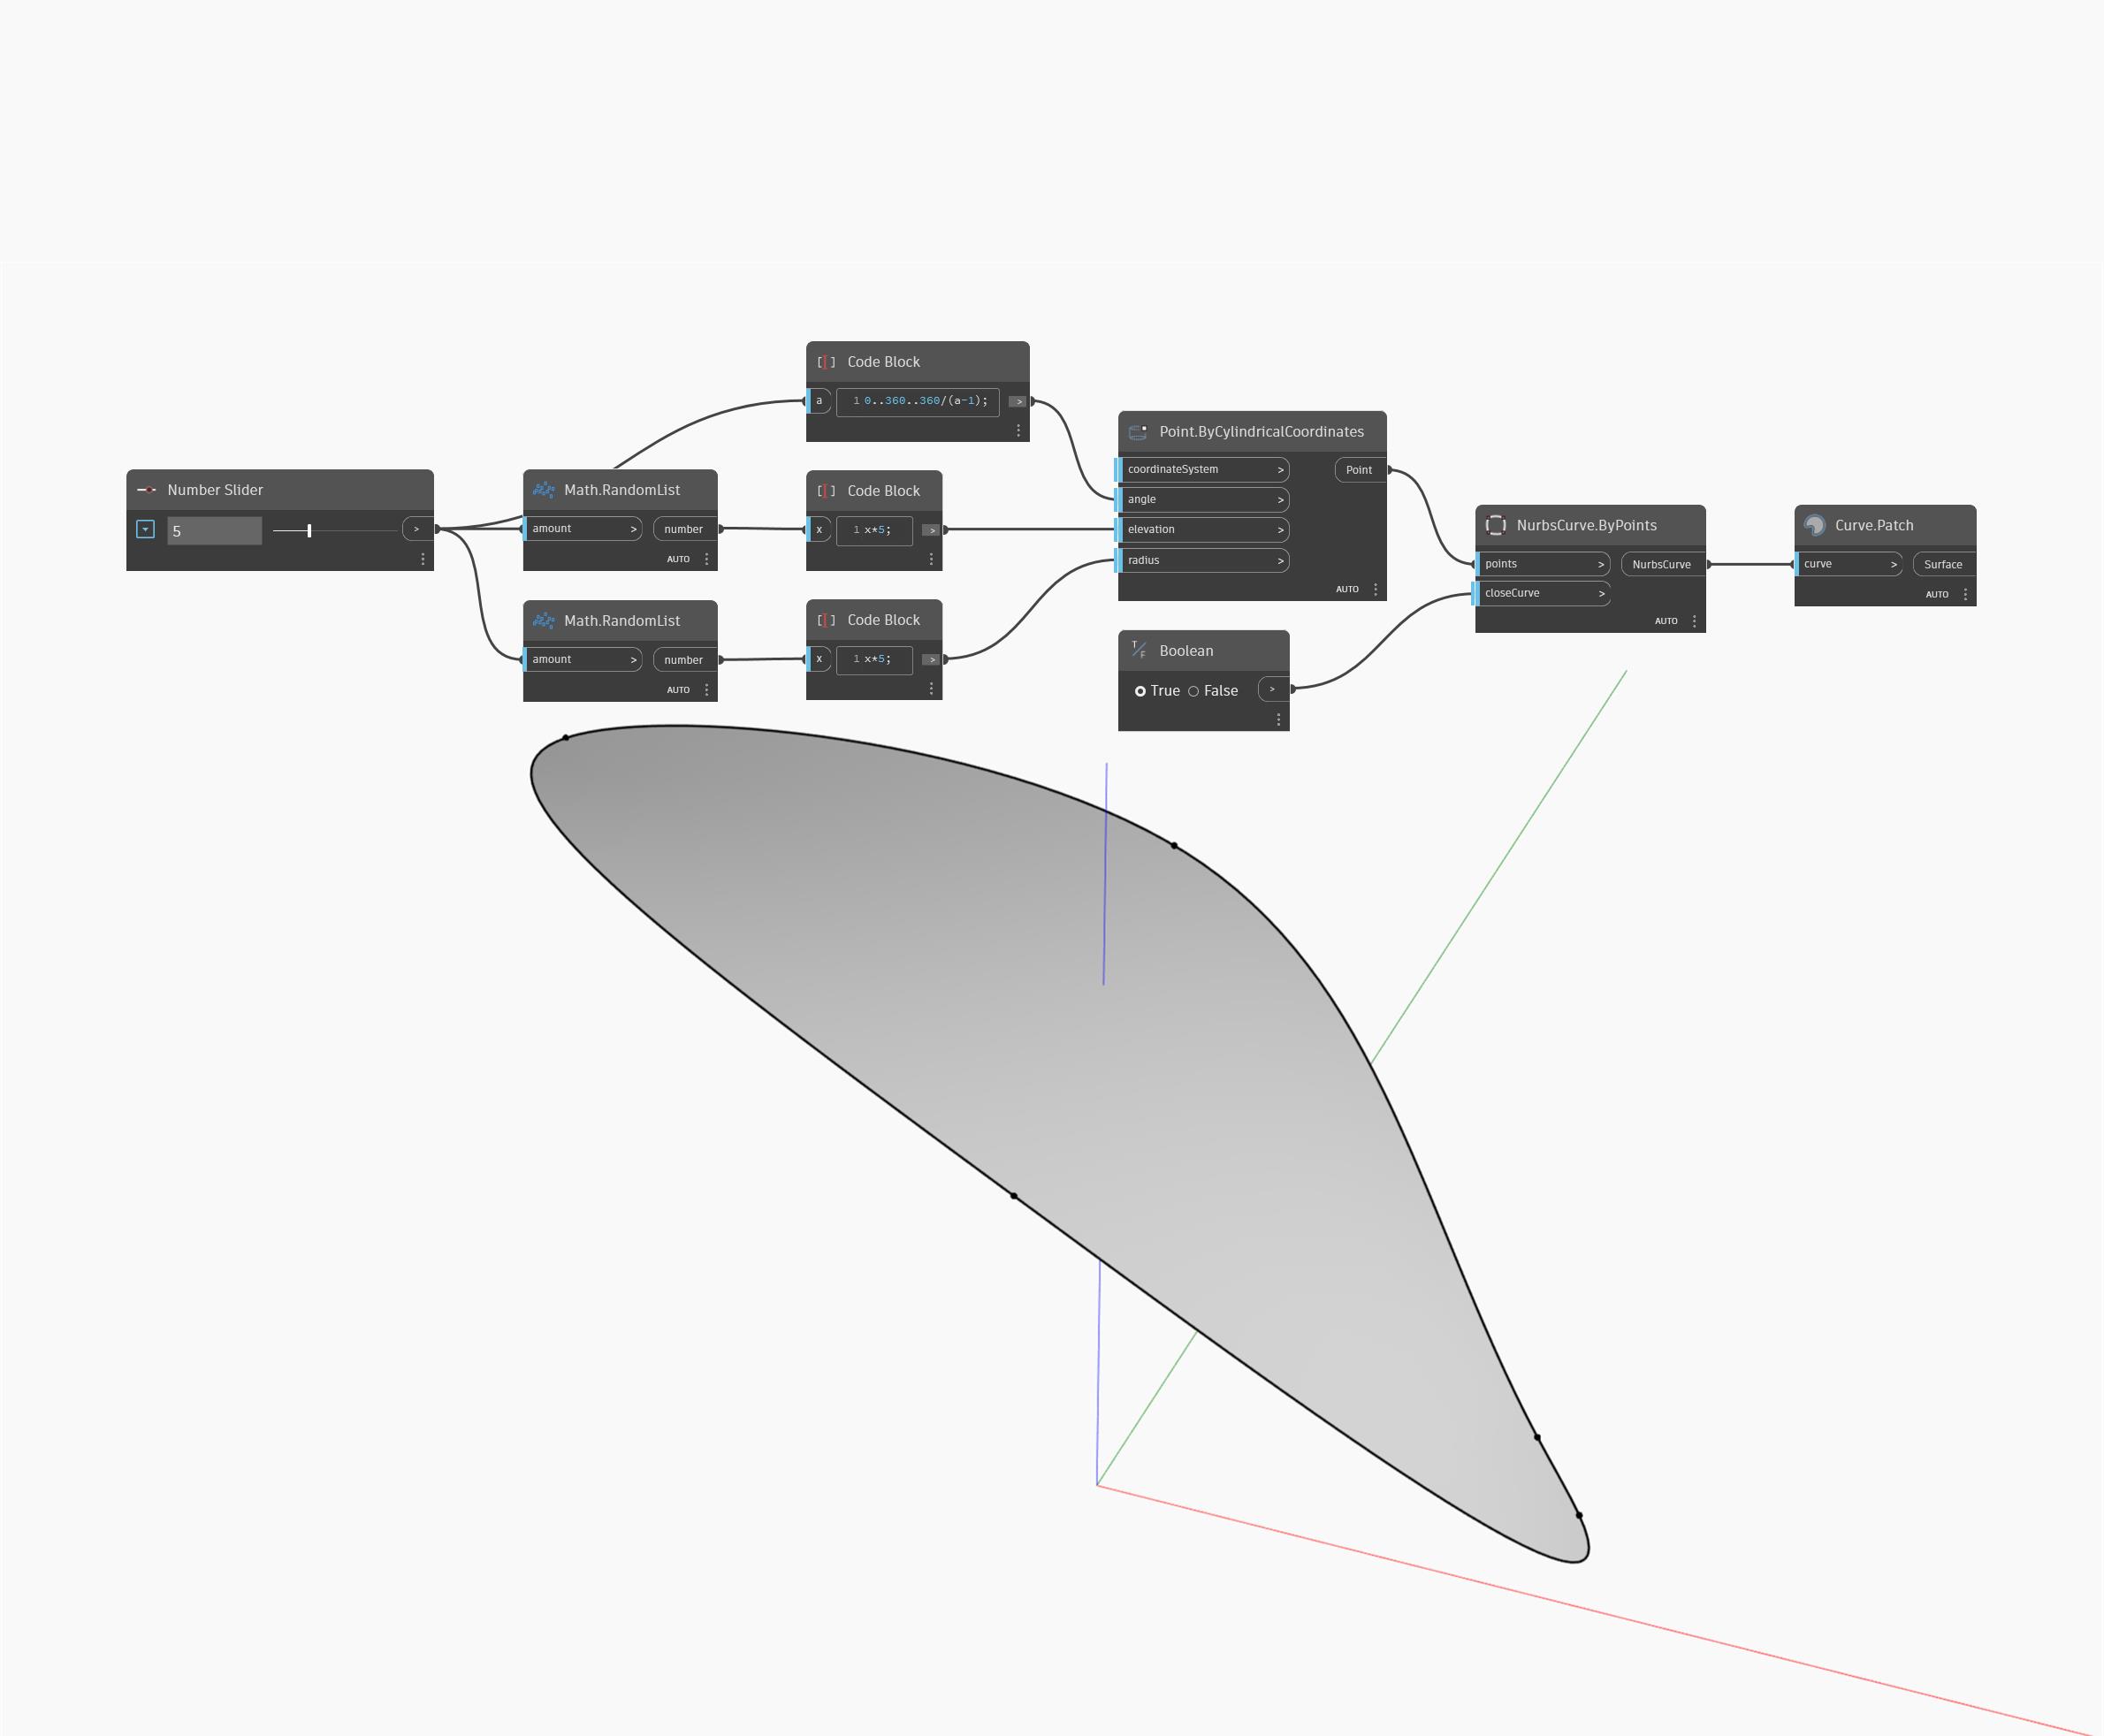 Code Block
a
1 0..360..360/(a-1);
>
Number Slider
5
>
Math.RandomList
amount >
number
AUTO
Code Block
x
1 x*5;
>
Math.RandomList
amount >
number
AUTO
Code Block
x
1 x*5;
>
Point.ByCylindricalCoordinates
coordinateSystem >
Point
angle >
elevation >
radius >
AUTO
T/F
Boolean
True False
>
NurbsCurve.ByPoints
points >
NurbsCurve
closeCurve >
AUTO
Curve.Patch
curve >
Surface
AUTO